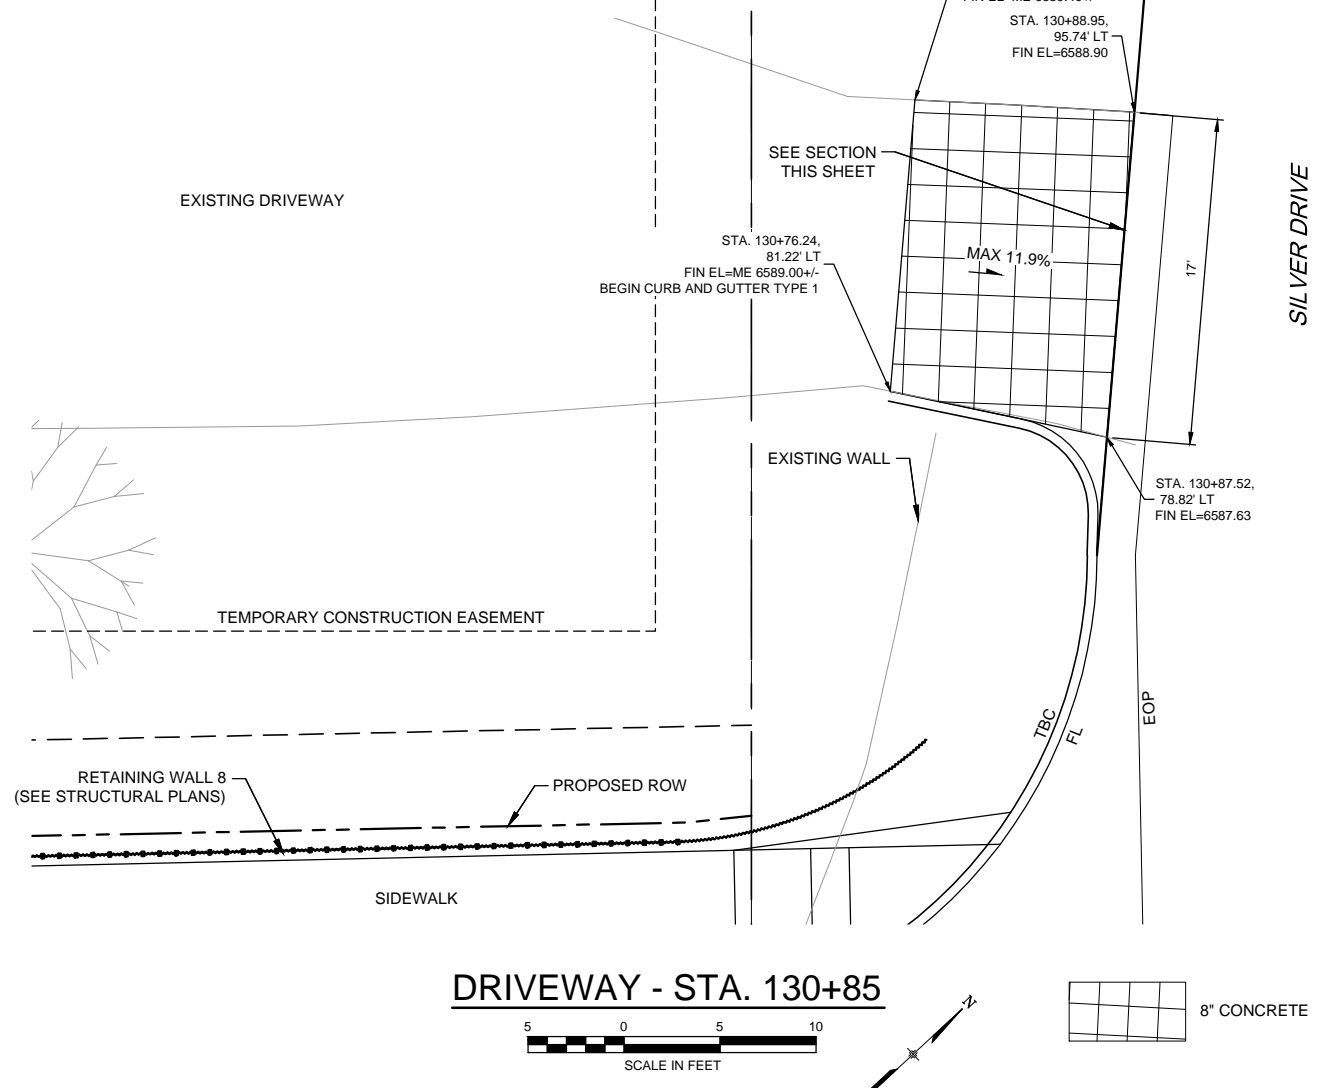 STA. 130+88.95,
95.74' LT
FIN EL=6588.90
SEE SECTION
THIS SHEET
EXISTING DRIVEWAY
SILVER DRIVE
STA. 130+76.24,
81.22' LT
FIN EL=ME 6589.00+/-
BEGIN CURB AND GUTTER TYPE 1
MAX 11.9%
17'
EXISTING WALL
STA. 130+87.52,
78.82' LT
FIN EL=6587.63
TEMPORARY CONSTRUCTION EASEMENT
TBC
FL
EOP
RETAINING WALL 8
(SEE STRUCTURAL PLANS)
PROPOSED ROW
SIDEWALK
DRIVEWAY - STA. 130+85
5 0 5 10
SCALE IN FEET
N
8" CONCRETE